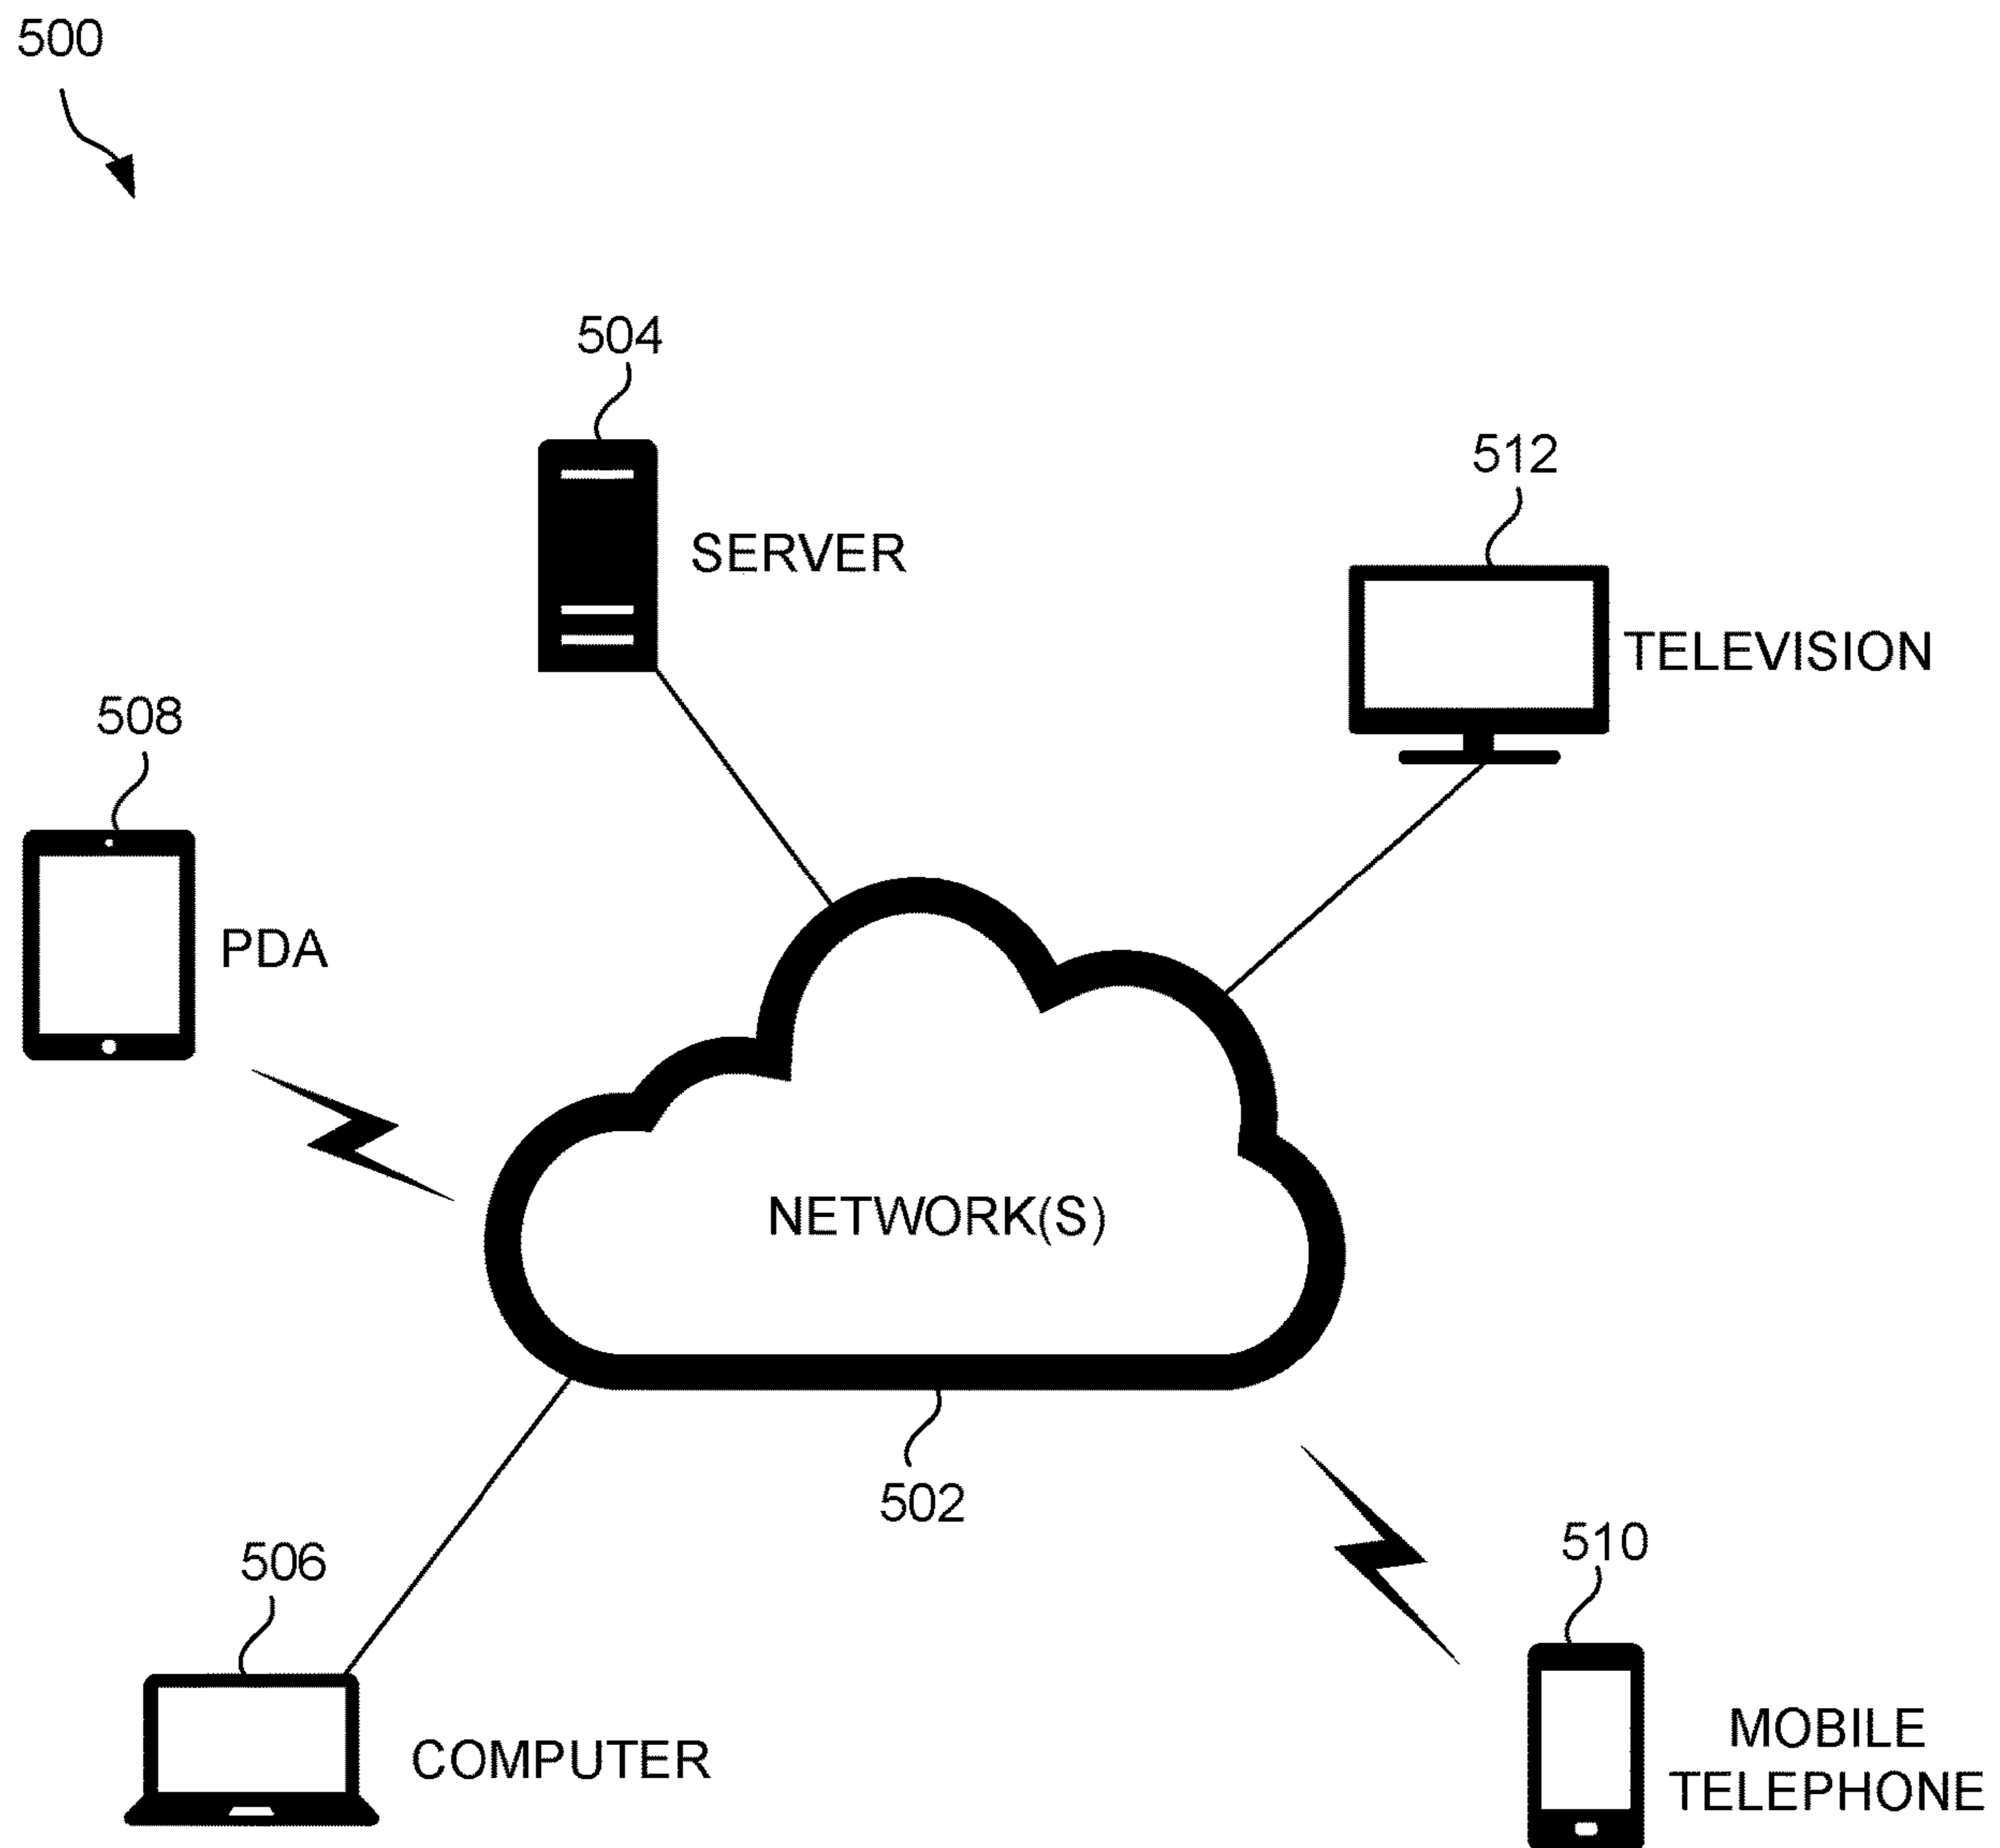 500
504
SERVER
512
TELEVISION
508
PDA
NETWORK(S)
502
506
COMPUTER
510
MOBILE
TELEPHONE